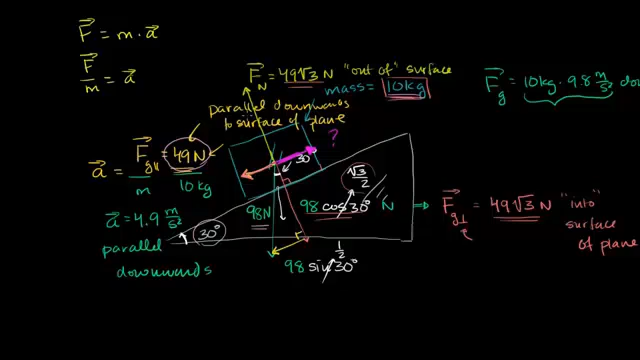 F = m · a
F/m = a
F_N = 49√3 N "out of" surface
mass = 10kg
F_g = 10kg · 9.8 m/s²
parallel downwards
to surface of plane
?
a = F_g∥/m = 49N/10kg
30°
√3/2
98N
98 cos 30° N
F_g⊥ = 49√3 N "into"
surface
of plane
a = 4.9 m/s²
30°
parallel
downwards
98 sin 30°
1/2